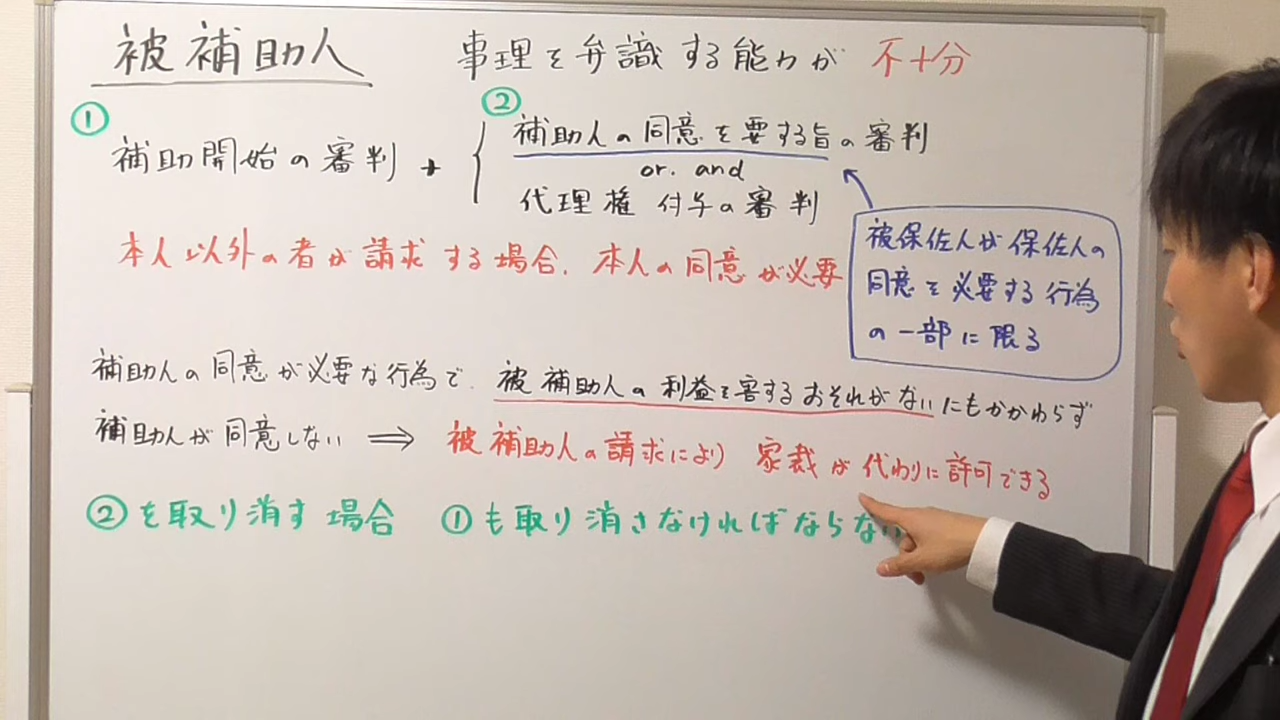 被補助人 事理を弁識する能力が 不十分
①
補助開始の審判 +
②
補助人の同意を要する旨の審判
or. and
代理権 付与の審判
被保佐人が保佐人の
同意を必要する行為
の一部に限る
本人以外の者が請求する場合、本人の同意が必要
補助人の同意が必要な行為で、被補助人の利益を害するおそれがないにもかかわらず
補助人が同意しない ⇒ 被補助人の請求により 家裁が代わりに許可できる
②を取り消す場合 ①も取り消さなければならな